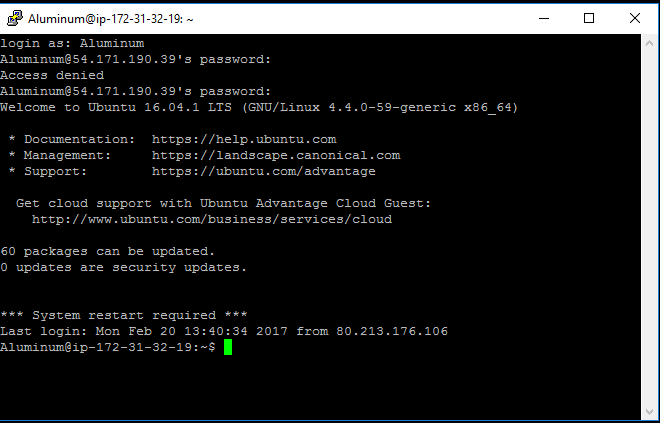 Aluminum@ip-172-31-32-19: ~
login as: Aluminum
Aluminum@54.171.190.39's password:
Access denied
Aluminum@54.171.190.39's password:
Welcome to Ubuntu 16.04.1 LTS (GNU/Linux 4.4.0-59-generic x86_64)
* Documentation:  https://help.ubuntu.com
* Management:     https://landscape.canonical.com
* Support:        https://ubuntu.com/advantage
Get cloud support with Ubuntu Advantage Cloud Guest:
http://www.ubuntu.com/business/services/cloud
60 packages can be updated.
0 updates are security updates.
*** System restart required ***
Last login: Mon Feb 20 13:40:34 2017 from 80.213.176.106
Aluminum@ip-172-31-32-19:~$